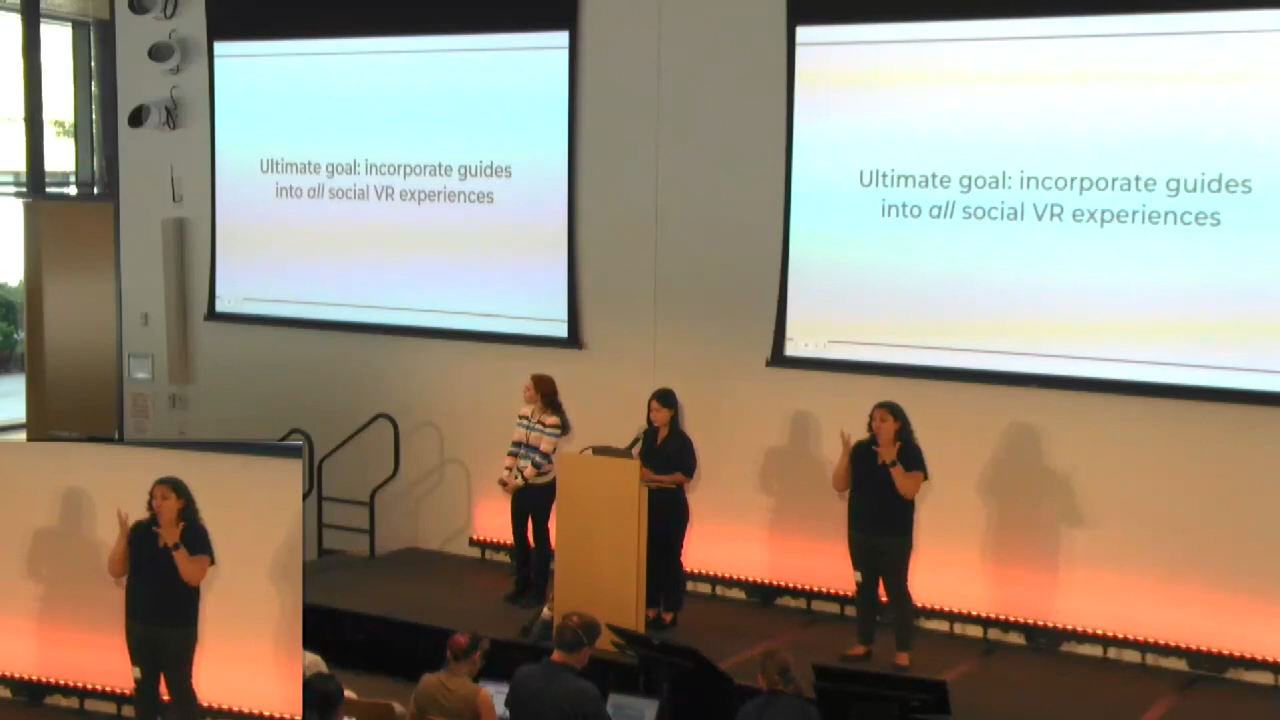 Ultimate goal: incorporate guides
into all social VR experiences
Ultimate goal: incorporate guides
into all social VR experiences